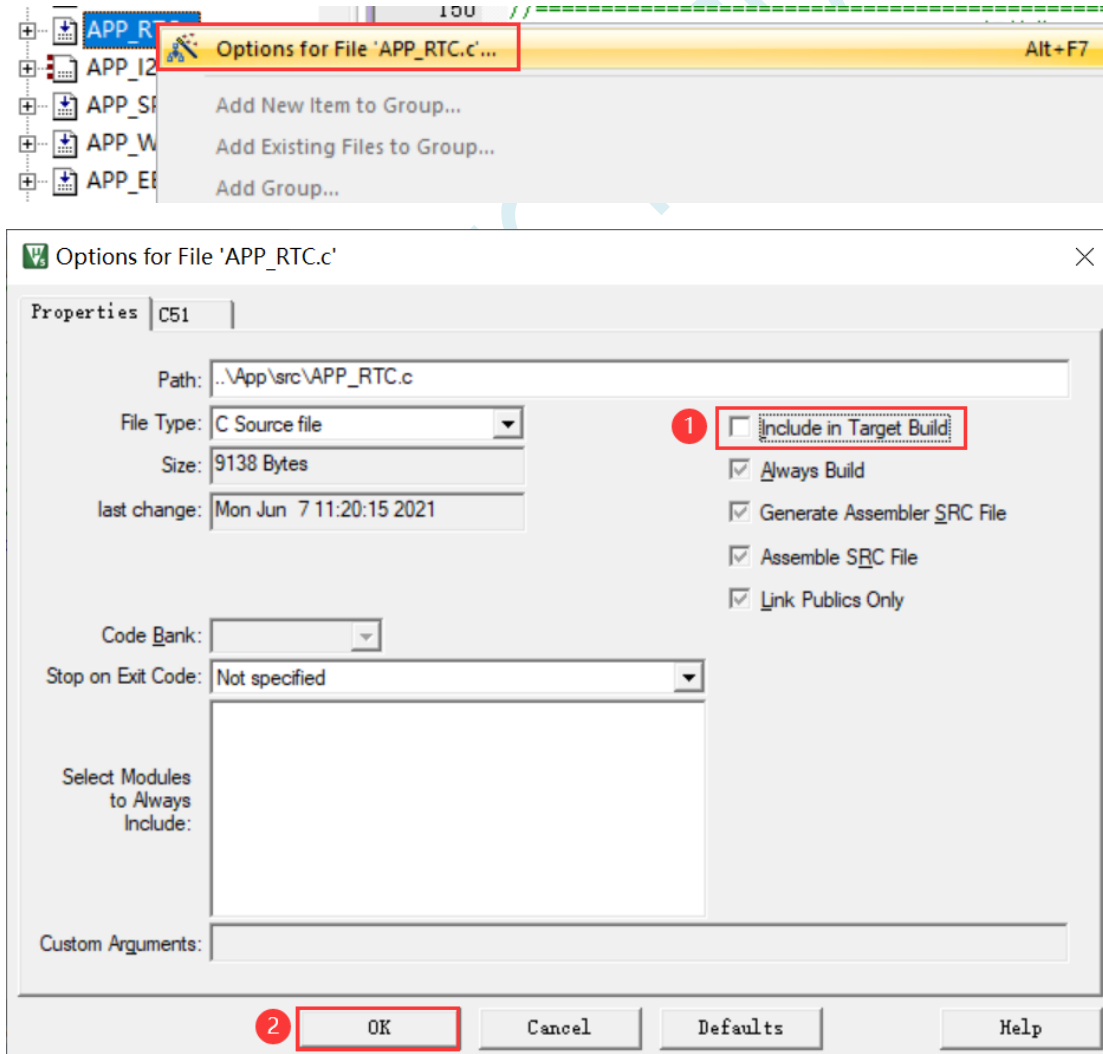 150 //==========================================
APP_RT
Options for File 'APP_RTC.c'... Alt+F7
APP_I2
APP_SP
Add New Item to Group...
APP_W
Add Existing Files to Group...
APP_EE
Add Group...
Options for File 'APP_RTC.c'
Properties C51
Path: ..\App\src\APP_RTC.c
File Type: C Source file
1 Include in Target Build
Size: 9138 Bytes
Always Build
last change: Mon Jun 7 11:20:15 2021
Generate Assembler SRC File
Assemble SRC File
Link Publics Only
Code Bank:
Stop on Exit Code: Not specified
Select Modules
to Always
Include:
Custom Arguments:
2 OK Cancel Defaults Help